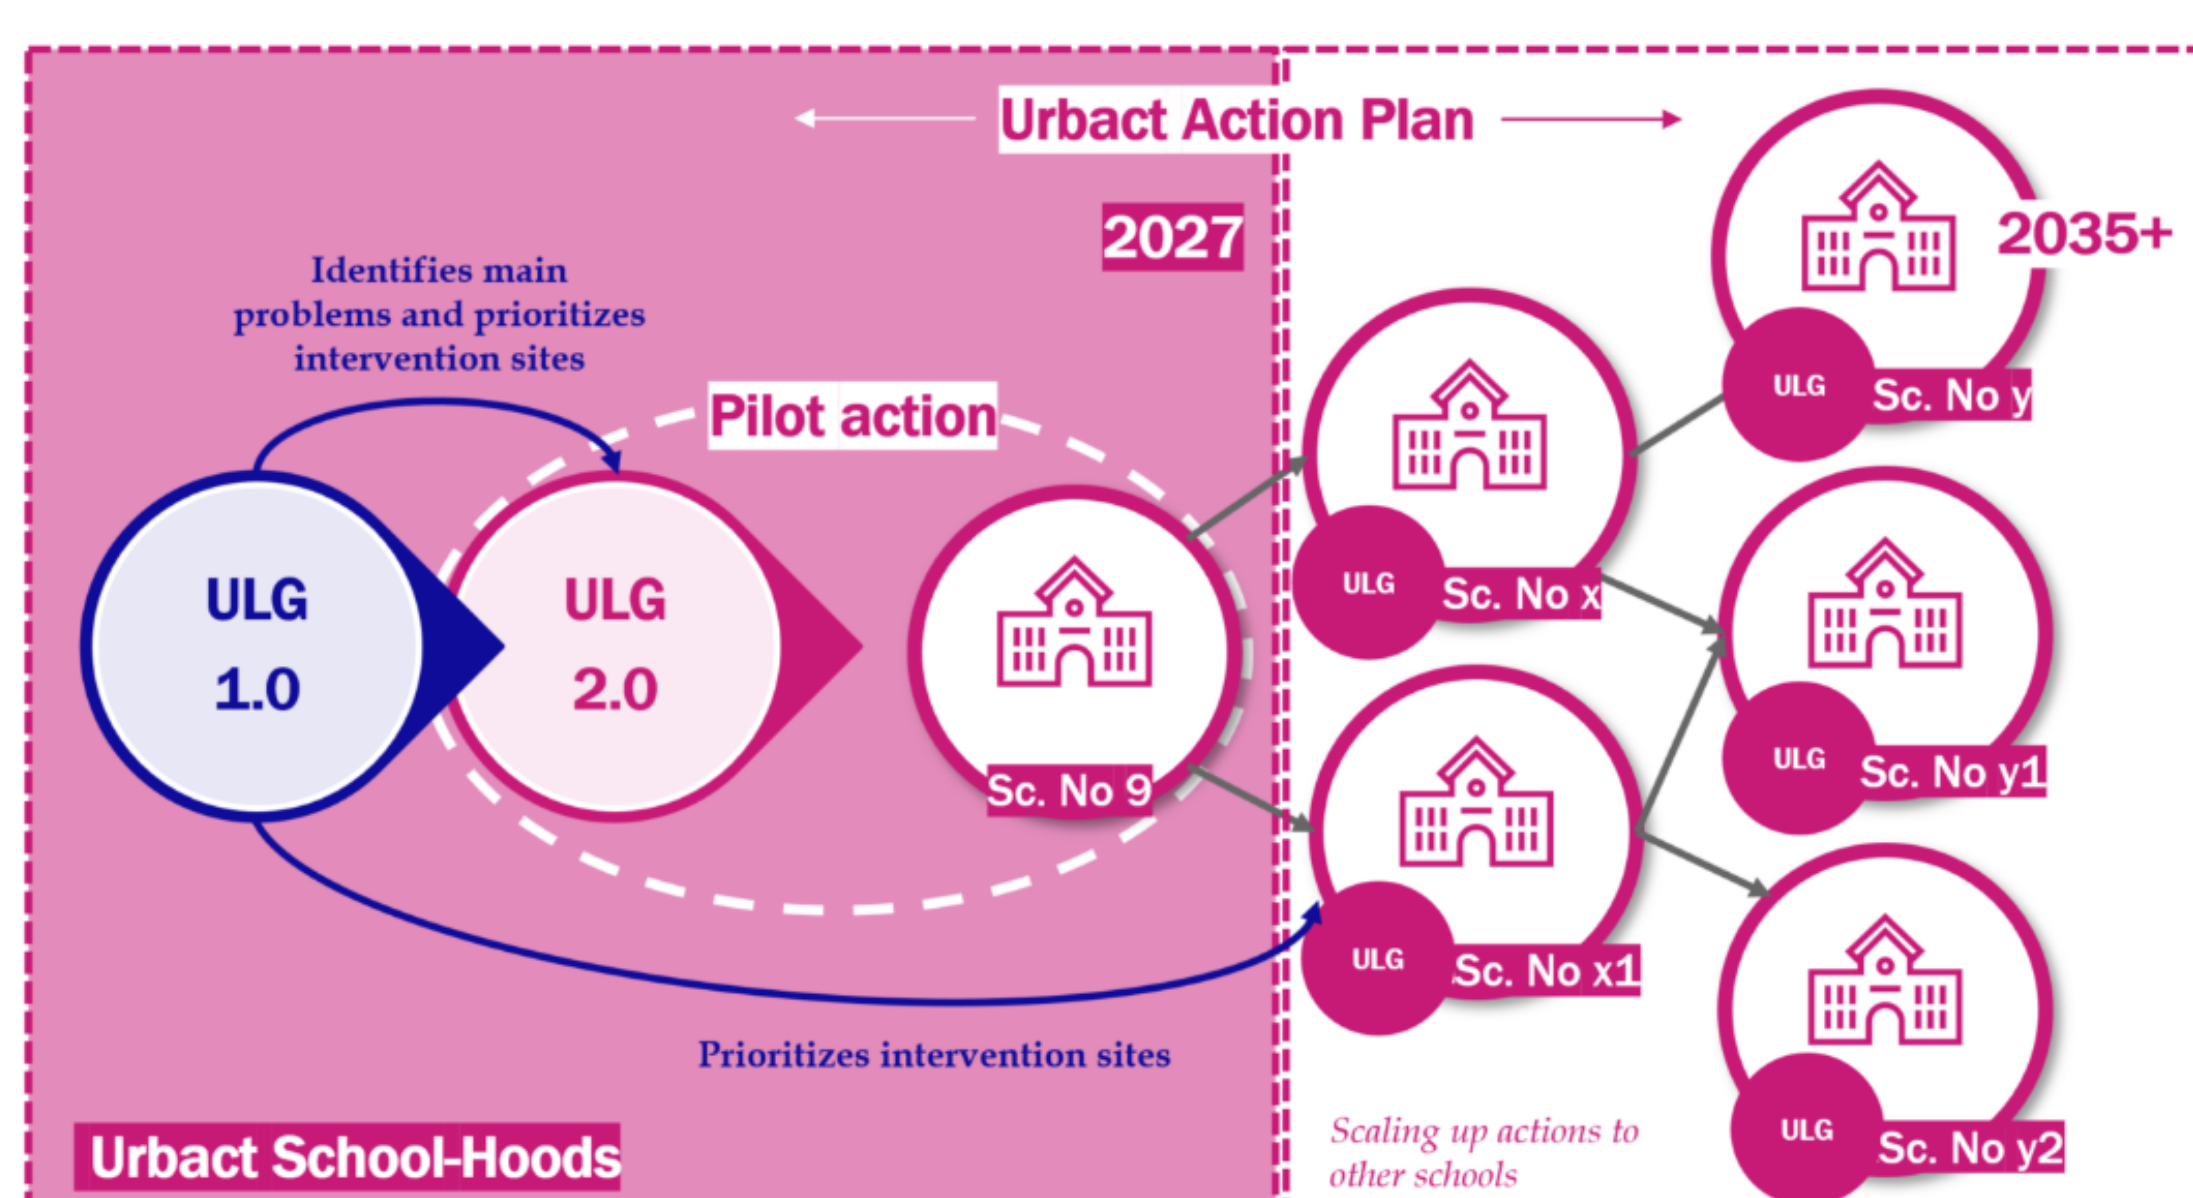 Urbact Action Plan
2027
2035+
Identifies main
problems and prioritizes
intervention sites
Pilot action
ULG
1.0
ULG
2.0
Sc. No 9
ULG
Sc. No x
ULG
Sc. No x1
ULG
Sc. No y
ULG
Sc. No y1
ULG
Sc. No y2
Prioritizes intervention sites
Urbact School-Hoods
Scaling up actions to
other schools